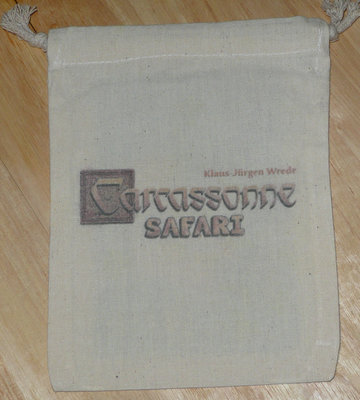 Klaus-Jürgen Wrede
Carcassonne
SAFARI